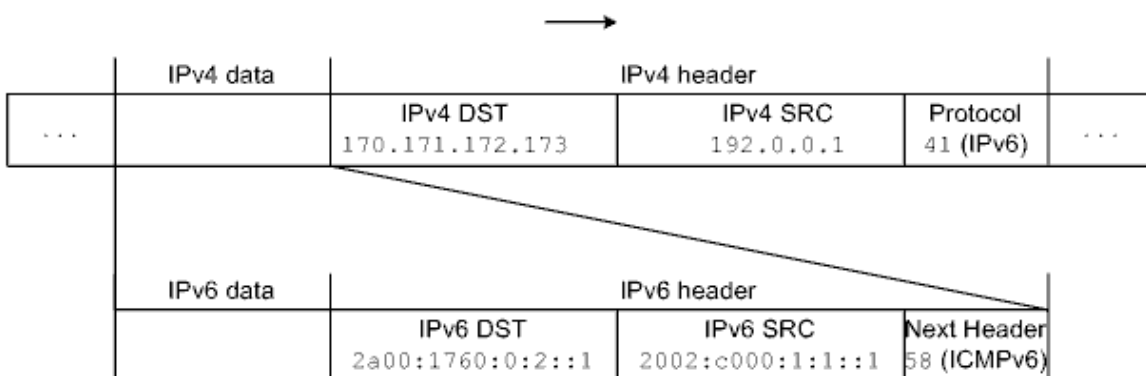 IPv4 data IPv4 header
. . . IPv4 DST IPv4 SRC Protocol . . .
170.171.172.173 192.0.0.1 41 (IPv6)
IPv6 data IPv6 header
IPv6 DST IPv6 SRC Next Header
2a00:1760:0:2::1 2002:c000:1:1::1 58 (ICMPv6)